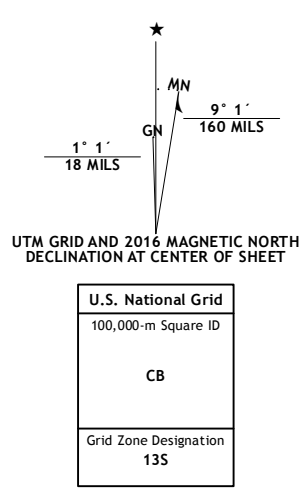 ★
MN
9° 1´
160 MILS
GN
1° 1´
18 MILS
UTM GRID AND 2016 MAGNETIC NORTH
DECLINATION AT CENTER OF SHEET
U.S. National Grid
100,000-m Square ID
CB
Grid Zone Designation
13S